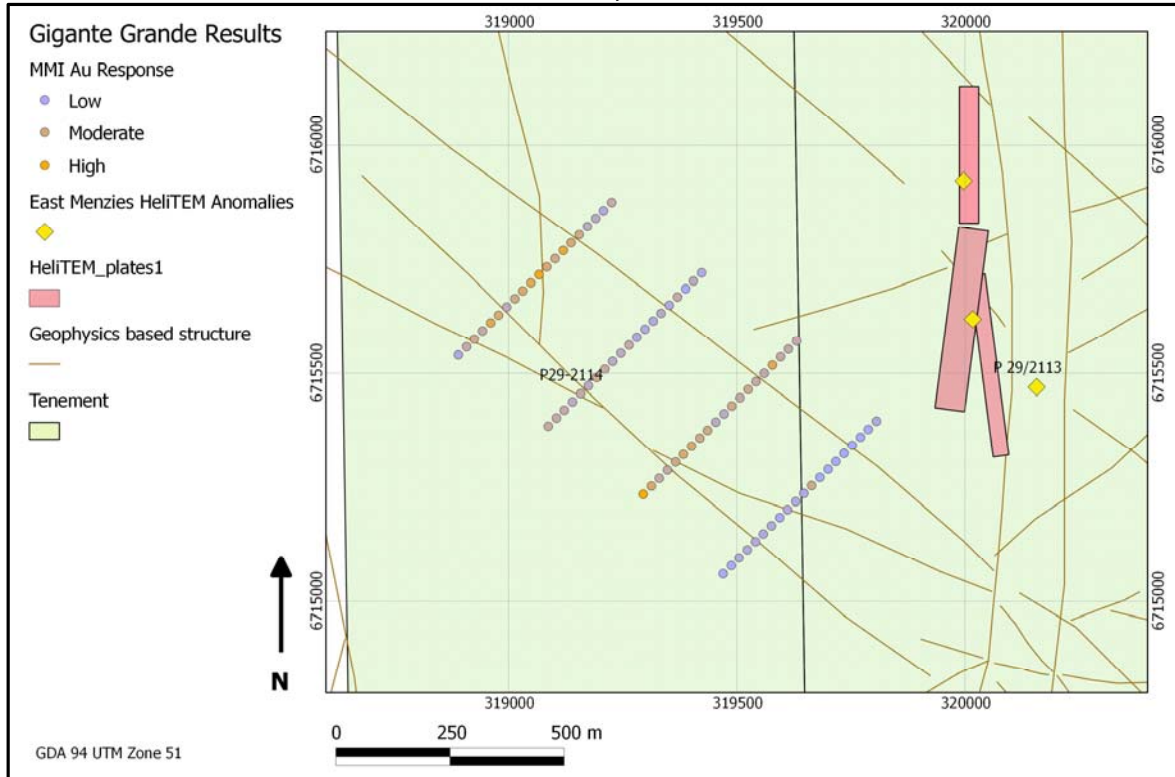 Gigante Grande Results
MMI Au Response
Low
Moderate
High
East Menzies HeliTEM Anomalies
HeliTEM_plates1
Geophysics based structure
Tenement
N
GDA 94 UTM Zone 51
319000
319500
320000
6716000
6716000
6715500
6715500
6715000
6715000
P29-2114
P 29/2113
319000
319500
320000
0
250
500 m